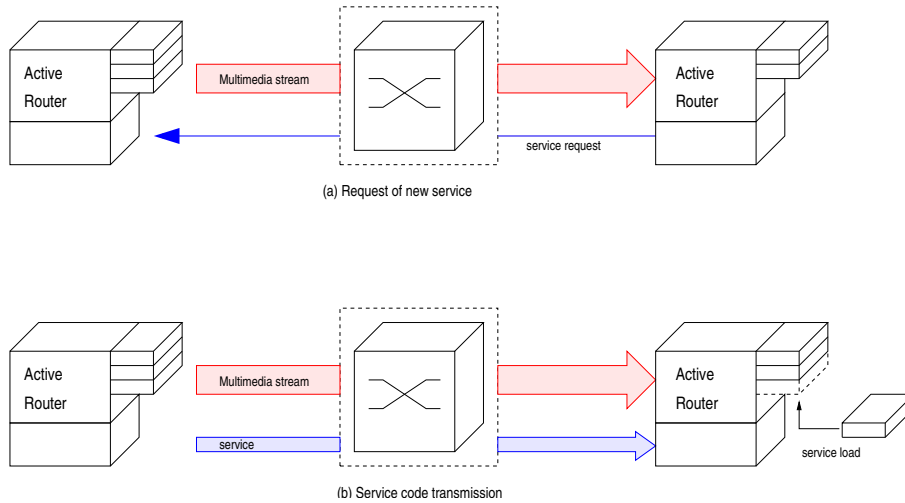 Active
Router
Multimedia stream
Active
Router
service request
(a) Request of new service
Active
Router
Multimedia stream
Active
Router
service
service load
(b) Service code transmission